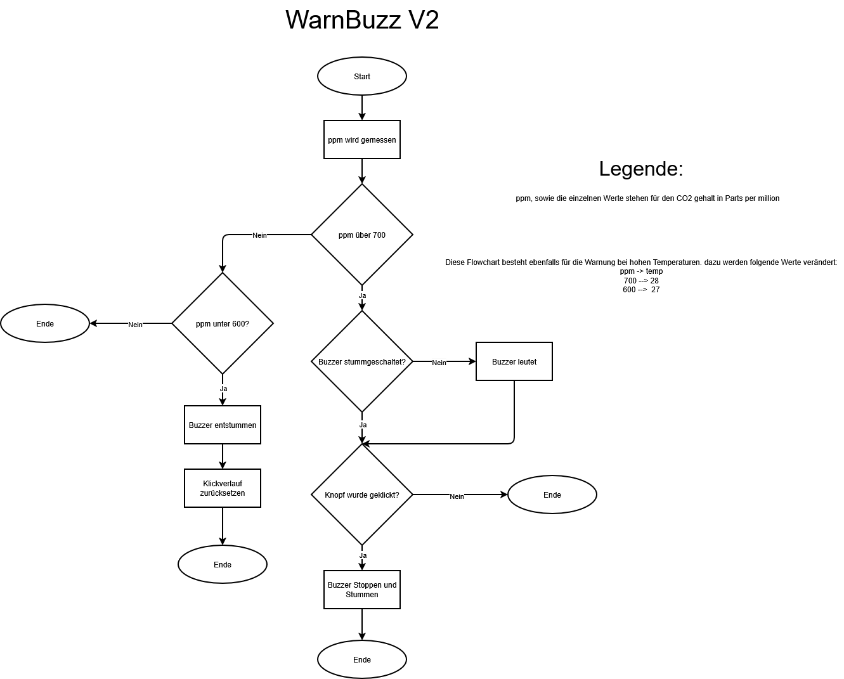 WarnBuzz V2
Start
ppm wird gemessen
Legende:
ppm, sowie die einzelnen Werte stehen für den CO2 gehalt in Parts per million
Nein
ppm über 700
Diese Flowchart besteht ebenfalls für die Warnung bei hohen Temperaturen. dazu werden folgende Werte verändert:
ppm -> temp
700 --> 28
600 --> 27
Ja
Ende
Nein
ppm unter 600?
Buzzer stummgeschaltet?
Nein
Buzzer leutet
Ja
Buzzer entstummen
Ja
Klickverlauf
zurücksetzen
Knopf wurde geklickt?
Nein
Ende
Ja
Ende
Buzzer Stoppen und
Stummen
Ende